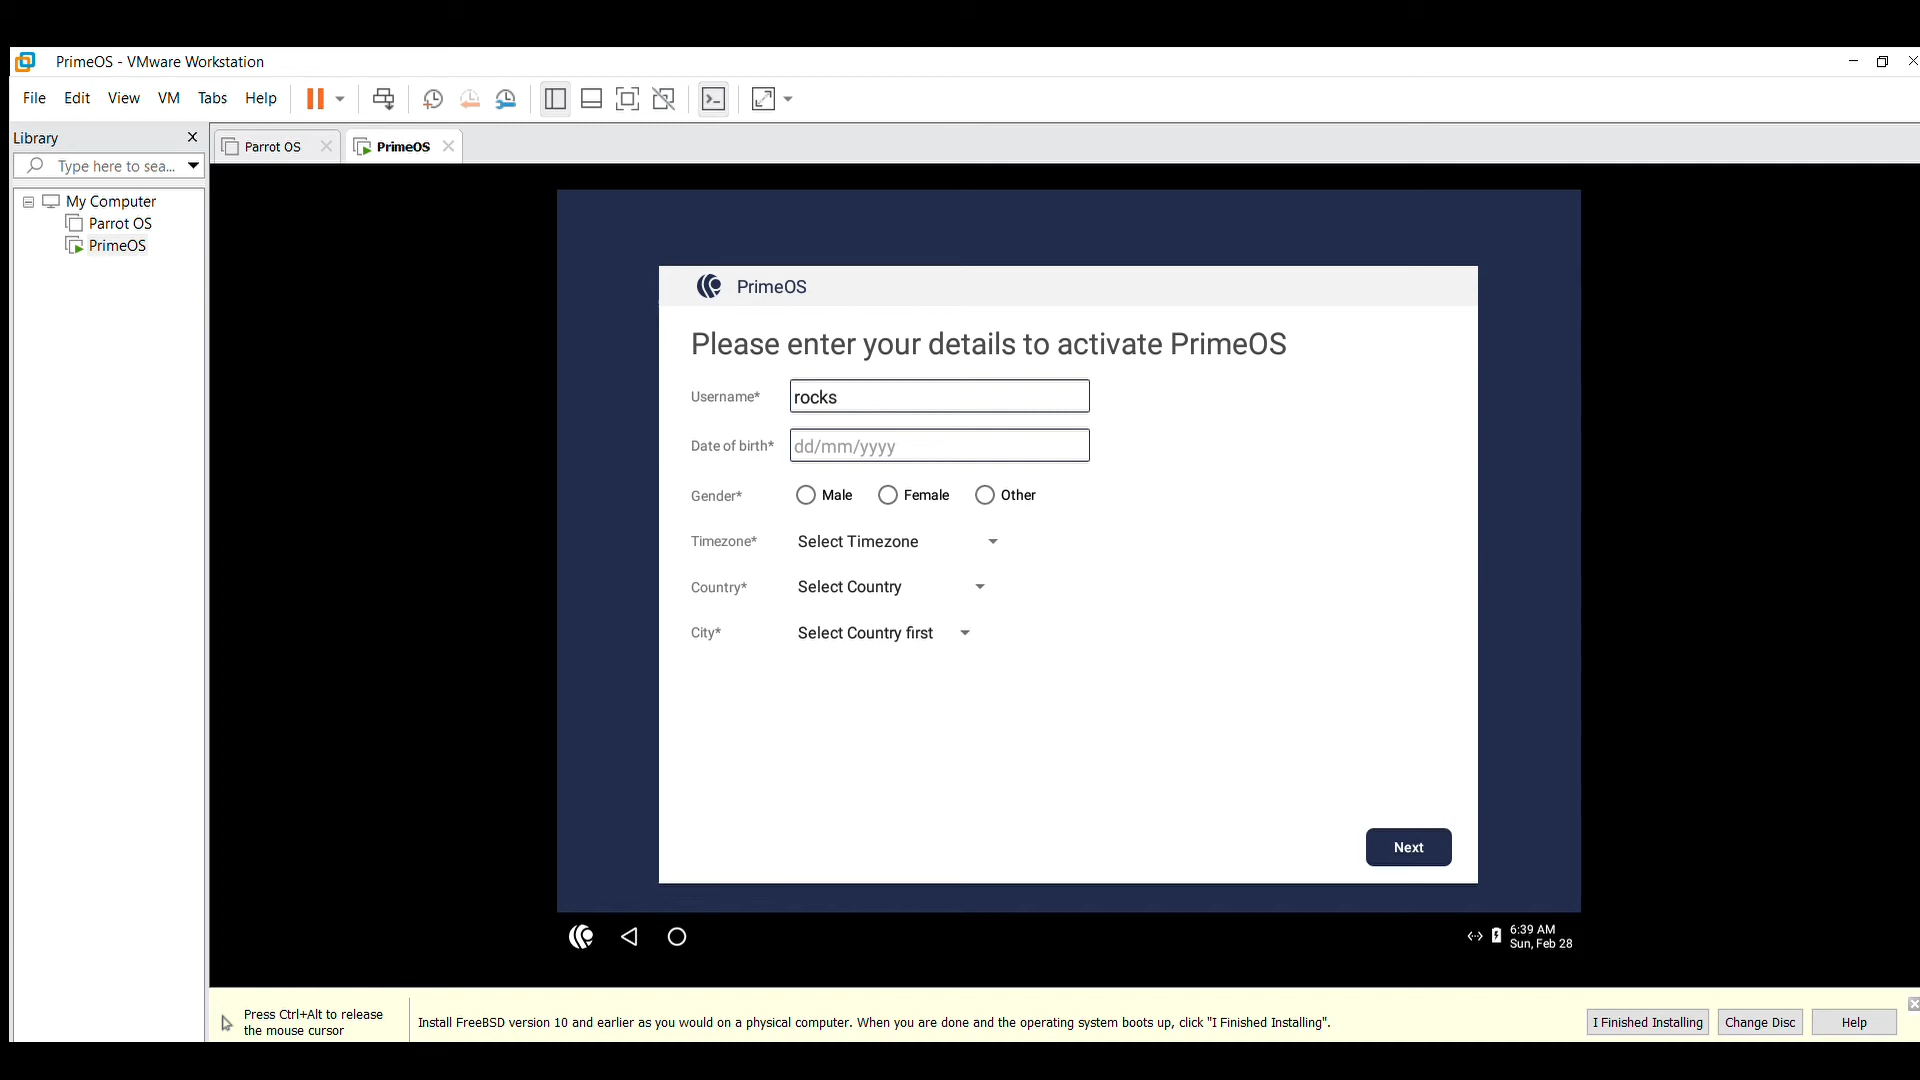 PrimeOS - VMware Workstation
File Edit View VM Tabs Help
Library
Parrot OS
PrimeOS
Type here to sea...
My Computer
Parrot OS
PrimeOS
PrimeOS
Please enter your details to activate PrimeOS
Username* rocks
Date of birth* dd/mm/yyyy
Gender* Male Female Other
Timezone* Select Timezone
Country* Select Country
City* Select Country first
Next
6:39 AM
Sun, Feb 28
Press Ctrl+Alt to release
the mouse cursor
Install FreeBSD version 10 and earlier as you would on a physical computer. When you are done and the operating system boots up, click "I Finished Installing".
I Finished Installing
Change Disc
Help